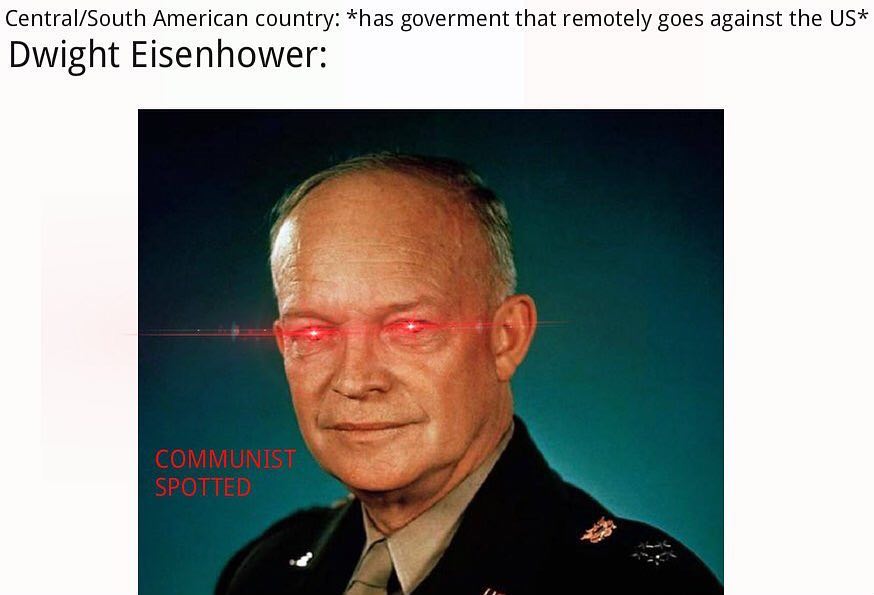 Central/South American country: *has goverment that remotely goes against the US*
Dwight Eisenhower:
COMMUNIST
SPOTTED